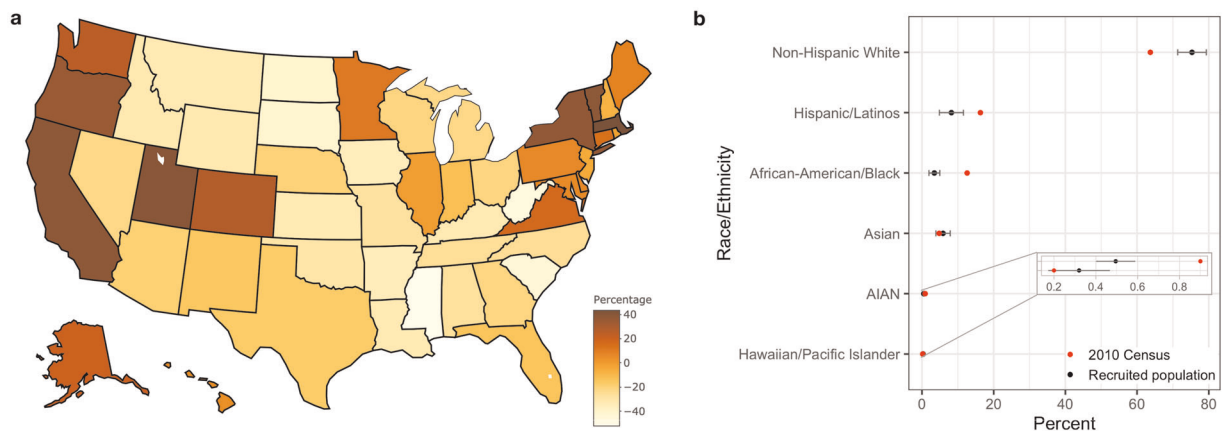 a
Percentage
40
20
0
−20
−40
b
Race/Ethnicity
Non-Hispanic White
Hispanic/Latinos
African-American/Black
Asian
AIAN
Hawaiian/Pacific Islander
0.2 0.4 0.6 0.8
2010 Census
Recruited population
0 20 40 60 80
Percent